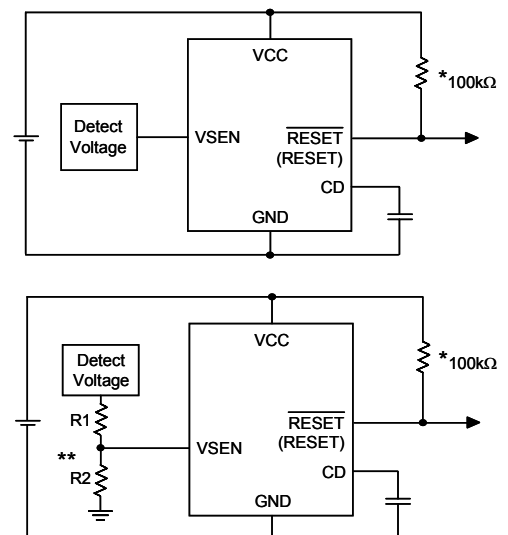 VCC
*100kΩ
Detect
Voltage
VSEN
RESET
(RESET)
CD
GND
VCC
*100kΩ
Detect
Voltage
R1
VSEN
RESET
(RESET)
**
R2
CD
GND